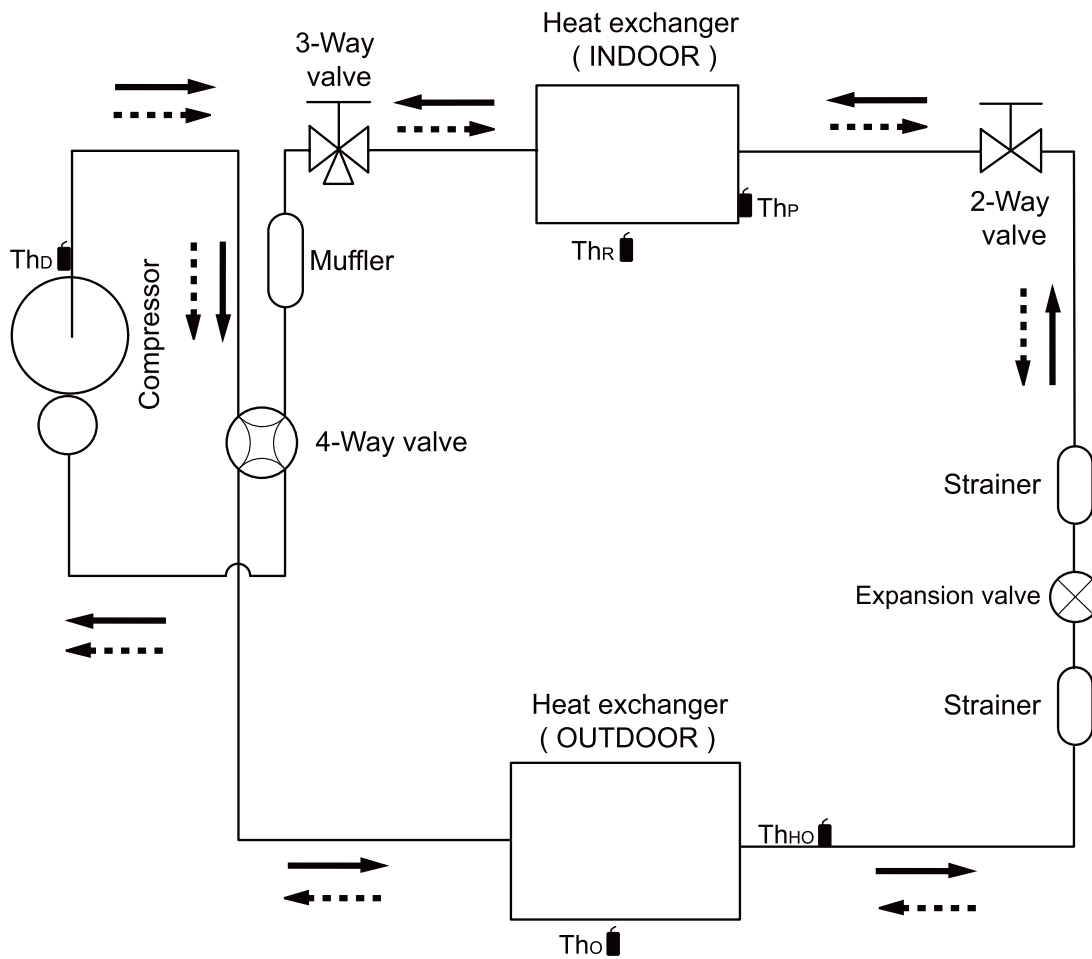 Heat exchanger
( INDOOR )
3-Way
valve
ThP
2-Way
valve
ThR
ThD
Muffler
Compressor
4-Way valve
Strainer
Expansion valve
Strainer
Heat exchanger
( OUTDOOR )
ThHO
ThO